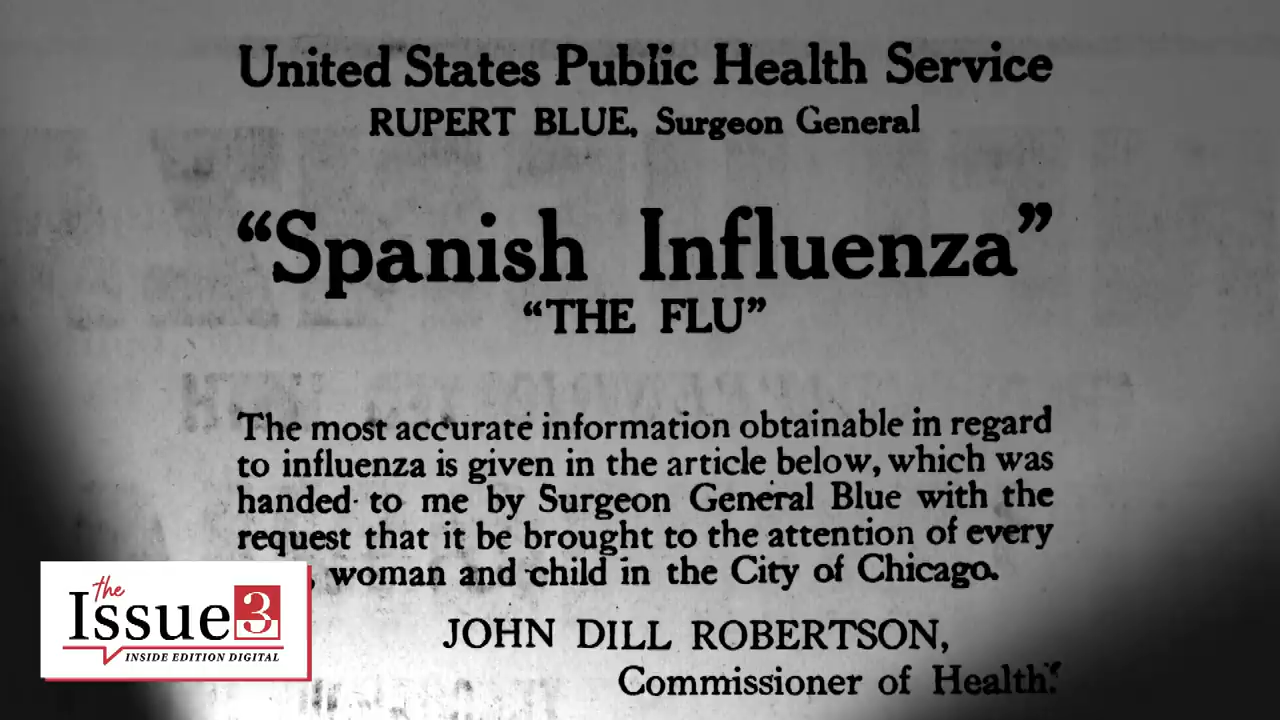 United States Public Health Service
RUPERT BLUE, Surgeon General
“Spanish Influenza”
“THE FLU”
The most accurate information obtainable in regard
to influenza is given in the article below, which was
handed to me by Surgeon General Blue with the
request that it be brought to the attention of every
, woman and child in the City of Chicago.
JOHN DILL ROBERTSON,
Commissioner of Health.
the
Issue 3
INSIDE EDITION DIGITAL